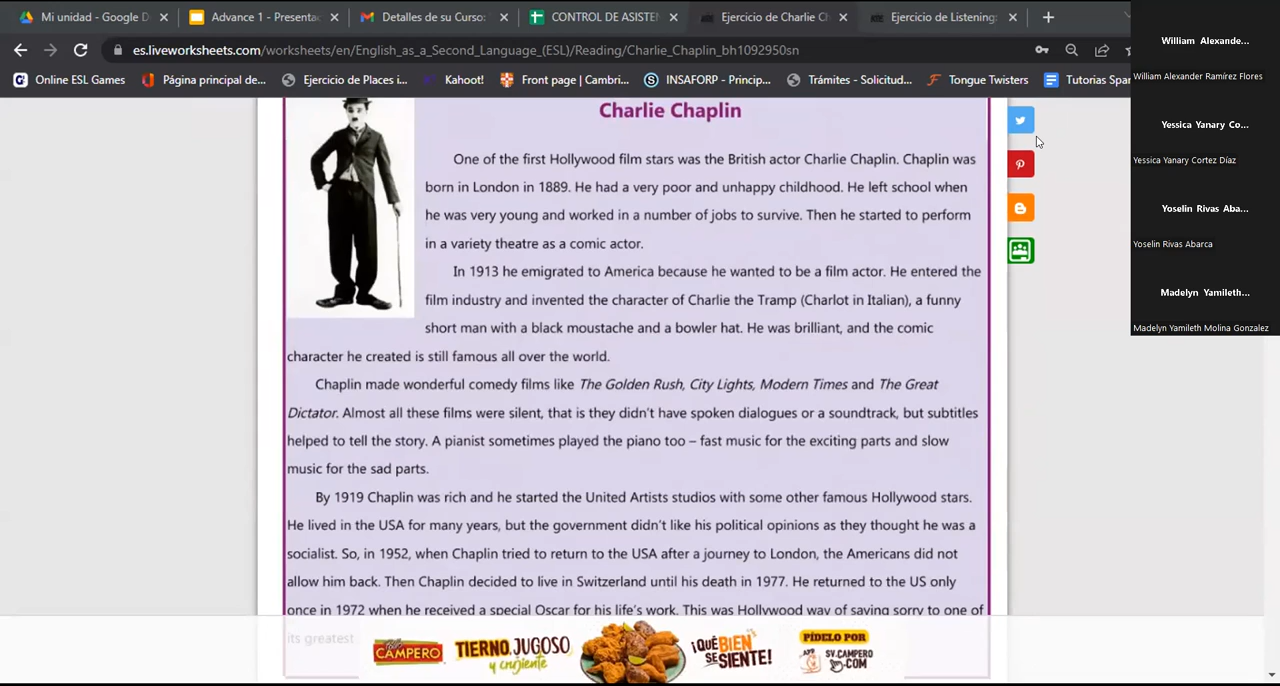 Mi unidad - Google D
Advance 1 - Presenta
Detalles de su Curso:
CONTROL DE ASISTE
Ejercicio de Charlie C
Ejercicio de Listening:
es.liveworksheets.com/worksheets/en/English_as_a_Second_Language_(ESL)/Reading/Charlie_Chaplin_bh1092950sn
Online ESL Games
Página principal de...
Ejercicio de Places i...
Kahoot!
Front page | Cambri...
INSAFORP - Princip...
Trámites - Solicitud...
Tongue Twisters
Tutorias Spar
William Alexande...
William Alexander Ramírez Flores
Yessica Yanary Co...
Yessica Yanary Cortez Díaz
Yoselin Rivas Aba...
Yoselin Rivas Abarca
Madelyn Yamileth...
Madelyn Yamileth Molina Gonzalez
Charlie Chaplin
One of the first Hollywood film stars was the British actor Charlie Chaplin. Chaplin was
born in London in 1889. He had a very poor and unhappy childhood. He left school when
he was very young and worked in a number of jobs to survive. Then he started to perform
in a variety theatre as a comic actor.
In 1913 he emigrated to America because he wanted to be a film actor. He entered the
film industry and invented the character of Charlie the Tramp (Charlot in Italian), a funny
short man with a black moustache and a bowler hat. He was brilliant, and the comic
character he created is still famous all over the world.
Chaplin made wonderful comedy films like The Golden Rush, City Lights, Modern Times and The Great
Dictator. Almost all these films were silent, that is they didn't have spoken dialogues or a soundtrack, but subtitles
helped to tell the story. A pianist sometimes played the piano too – fast music for the exciting parts and slow
music for the sad parts.
By 1919 Chaplin was rich and he started the United Artists studios with some other famous Hollywood stars.
He lived in the USA for many years, but the government didn't like his political opinions as they thought he was a
socialist. So, in 1952, when Chaplin tried to return to the USA after a journey to London, the Americans did not
allow him back. Then Chaplin decided to live in Switzerland until his death in 1977. He returned to the US only
once in 1972 when he received a special Oscar for his life's work. This was Hollywood way of saying sorry to one of
its greatest
CAMPERO
TIERNO, JUGOSO
y crujiente
¡QUÉ BIEN
SE SIENTE!
PÍDELO POR
SV.CAMPERO
.COM